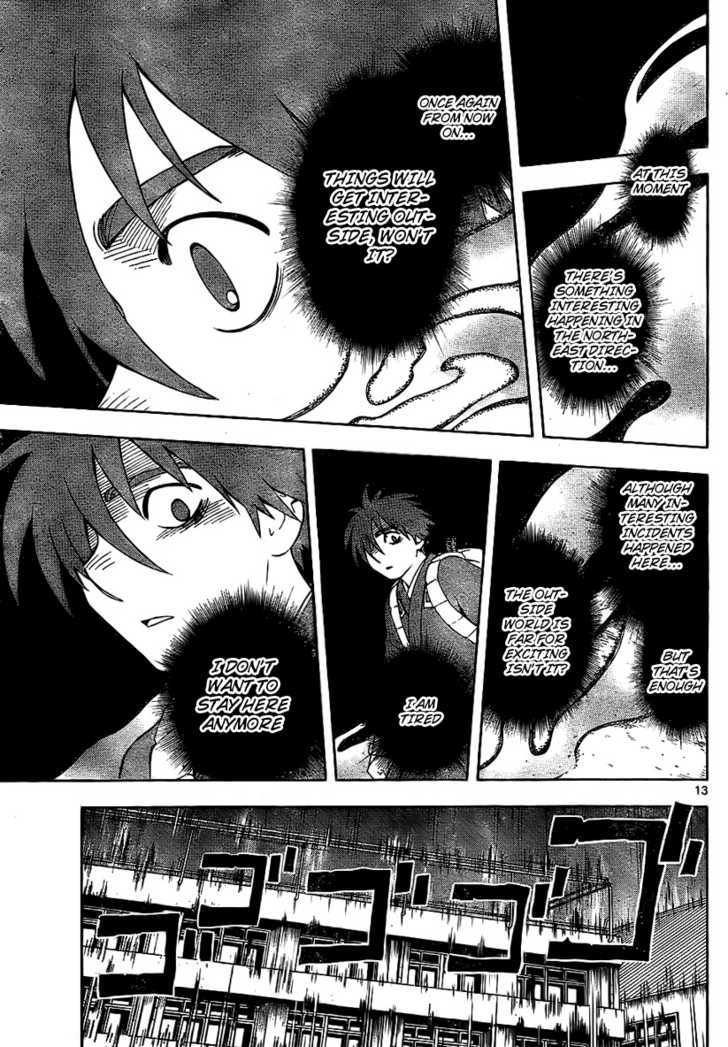 AT THIS
MOMENT
THERE'S
SOMETHING
INTERESTING
HAPPENING IN
THE NORTH-
EAST DIREC-
TION...
ONCE AGAIN
FROM NOW
ON...
THINGS WILL
GET INTER-
ESTING OUT-
SIDE, WON'T
IT?
ALTHOUGH
MANY IN-
TERESTING
INCIDENTS
HAPPENED
HERE...
BUT
THAT'S
ENOUGH
THE OUT-
SIDE
WORLD IS
FAR FOR
EXCITING
ISN'T IT?
I AM
TIRED
I DON'T
WANT TO
STAY HERE
ANYMORE
13
ゴゴゴゴゴ